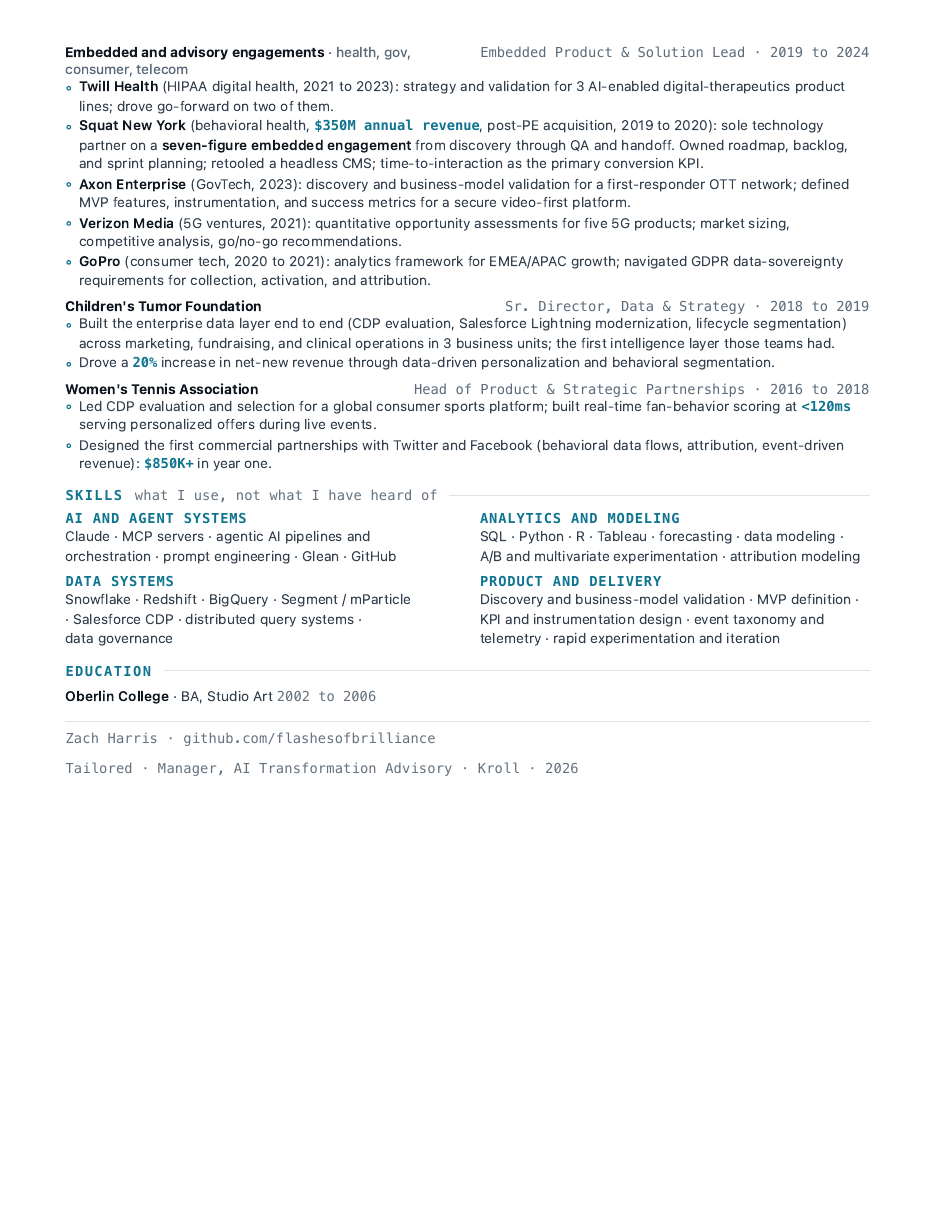 Embedded and advisory engagements · health, gov, consumer, telecom
Embedded Product & Solution Lead · 2019 to 2024
Twill Health (HIPAA digital health, 2021 to 2023): strategy and validation for 3 AI-enabled digital-therapeutics product
lines; drove go-forward on two of them.
Squat New York (behavioral health, $350M annual revenue, post-PE acquisition, 2019 to 2020): sole technology
partner on a seven-figure embedded engagement from discovery through QA and handoff. Owned roadmap, backlog,
and sprint planning; retooled a headless CMS; time-to-interaction as the primary conversion KPI.
Axon Enterprise (GovTech, 2023): discovery and business-model validation for a first-responder OTT network; defined
MVP features, instrumentation, and success metrics for a secure video-first platform.
Verizon Media (5G ventures, 2021): quantitative opportunity assessments for five 5G products; market sizing,
competitive analysis, go/no-go recommendations.
GoPro (consumer tech, 2020 to 2021): analytics framework for EMEA/APAC growth; navigated GDPR data-sovereignty
requirements for collection, activation, and attribution.
Children's Tumor Foundation
Sr. Director, Data & Strategy · 2018 to 2019
Built the enterprise data layer end to end (CDP evaluation, Salesforce Lightning modernization, lifecycle segmentation)
across marketing, fundraising, and clinical operations in 3 business units; the first intelligence layer those teams had.
Drove a 20% increase in net-new revenue through data-driven personalization and behavioral segmentation.
Women's Tennis Association
Head of Product & Strategic Partnerships · 2016 to 2018
Led CDP evaluation and selection for a global consumer sports platform; built real-time fan-behavior scoring at <120ms
serving personalized offers during live events.
Designed the first commercial partnerships with Twitter and Facebook (behavioral data flows, attribution, event-driven
revenue): $850K+ in year one.
SKILLS what I use, not what I have heard of
AI AND AGENT SYSTEMS
Claude · MCP servers · agentic AI pipelines and
orchestration · prompt engineering · Glean · GitHub
ANALYTICS AND MODELING
SQL · Python · R · Tableau · forecasting · data modeling ·
A/B and multivariate experimentation · attribution modeling
DATA SYSTEMS
Snowflake · Redshift · BigQuery · Segment / mParticle
· Salesforce CDP · distributed query systems ·
data governance
PRODUCT AND DELIVERY
Discovery and business-model validation · MVP definition ·
KPI and instrumentation design · event taxonomy and
telemetry · rapid experimentation and iteration
EDUCATION
Oberlin College · BA, Studio Art 2002 to 2006
Zach Harris · github.com/flashesofbrilliance
Tailored · Manager, AI Transformation Advisory · Kroll · 2026